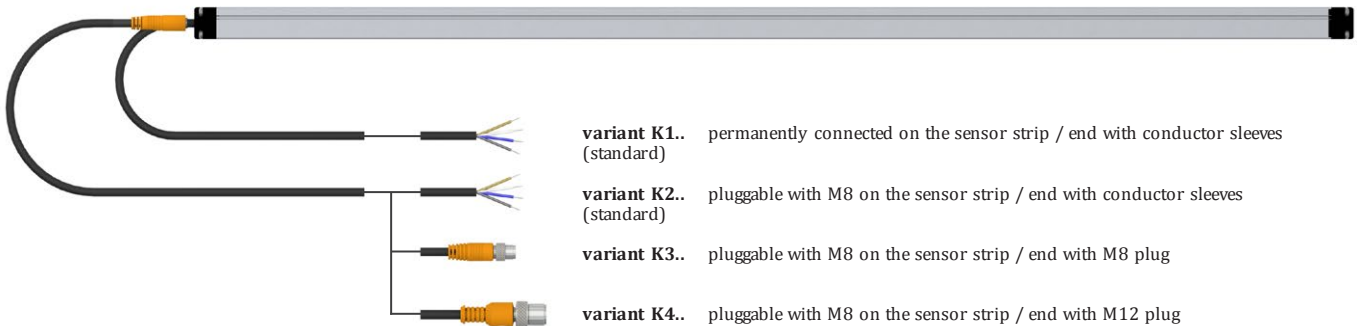 variant K1.. permanently connected on the sensor strip / end with conductor sleeves
(standard)
variant K2.. pluggable with M8 on the sensor strip / end with conductor sleeves
(standard)
variant K3.. pluggable with M8 on the sensor strip / end with M8 plug
variant K4.. pluggable with M8 on the sensor strip / end with M12 plug